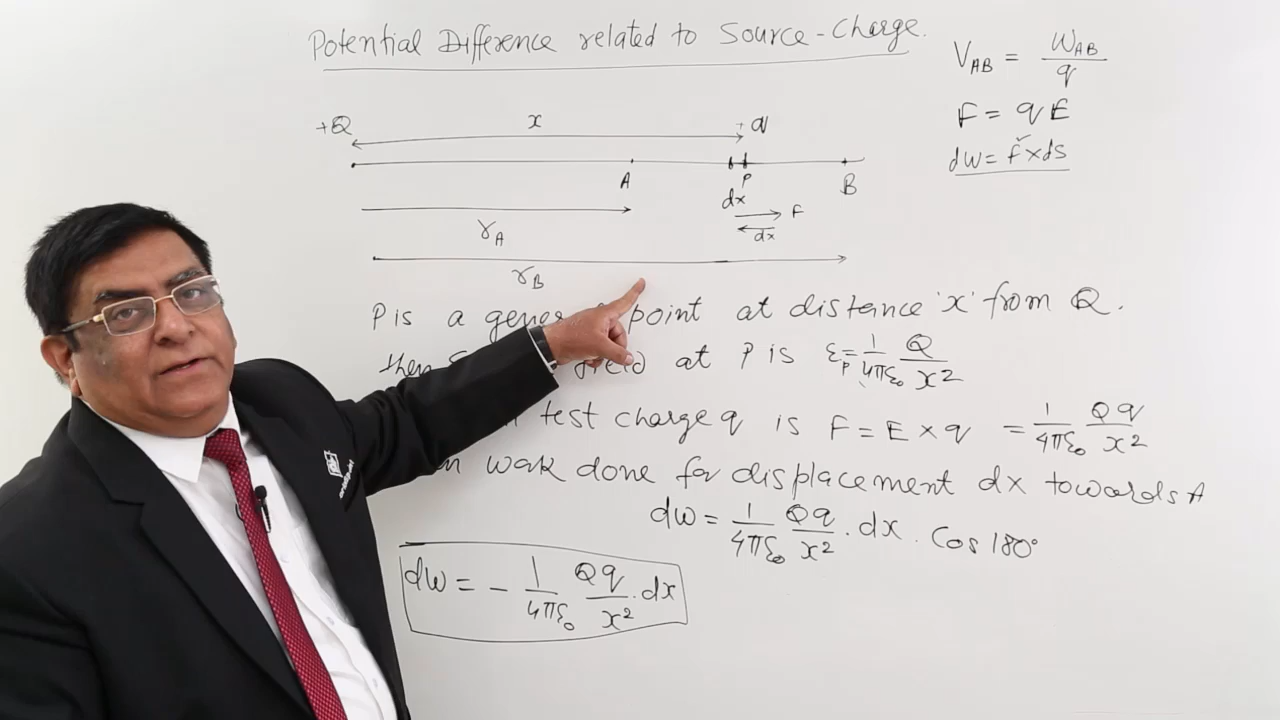 Potential Difference related to Source-Charge.
V_AB = W_AB / q
F = qE
dW = F × dS
+Q x +q
A P B
dx F
r_A dx
r_B
P is a point at distance 'x' from Q.
then field at P is E_P = 1/4πε₀ Q/x²
test charge q is F = E × q = 1/4πε₀ Qq/x²
work done for displacement dx towards A
dW = 1/4πε₀ Qq/x² . dx . Cos 180°
dW = - 1/4πε₀ Qq/x² . dx